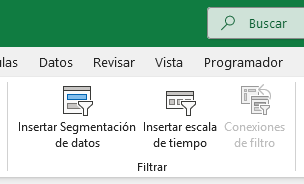 Buscar
ulas Datos Revisar Vista Programador
Insertar Segmentación de datos
Insertar escala de tiempo
Conexiones de filtro
Filtrar